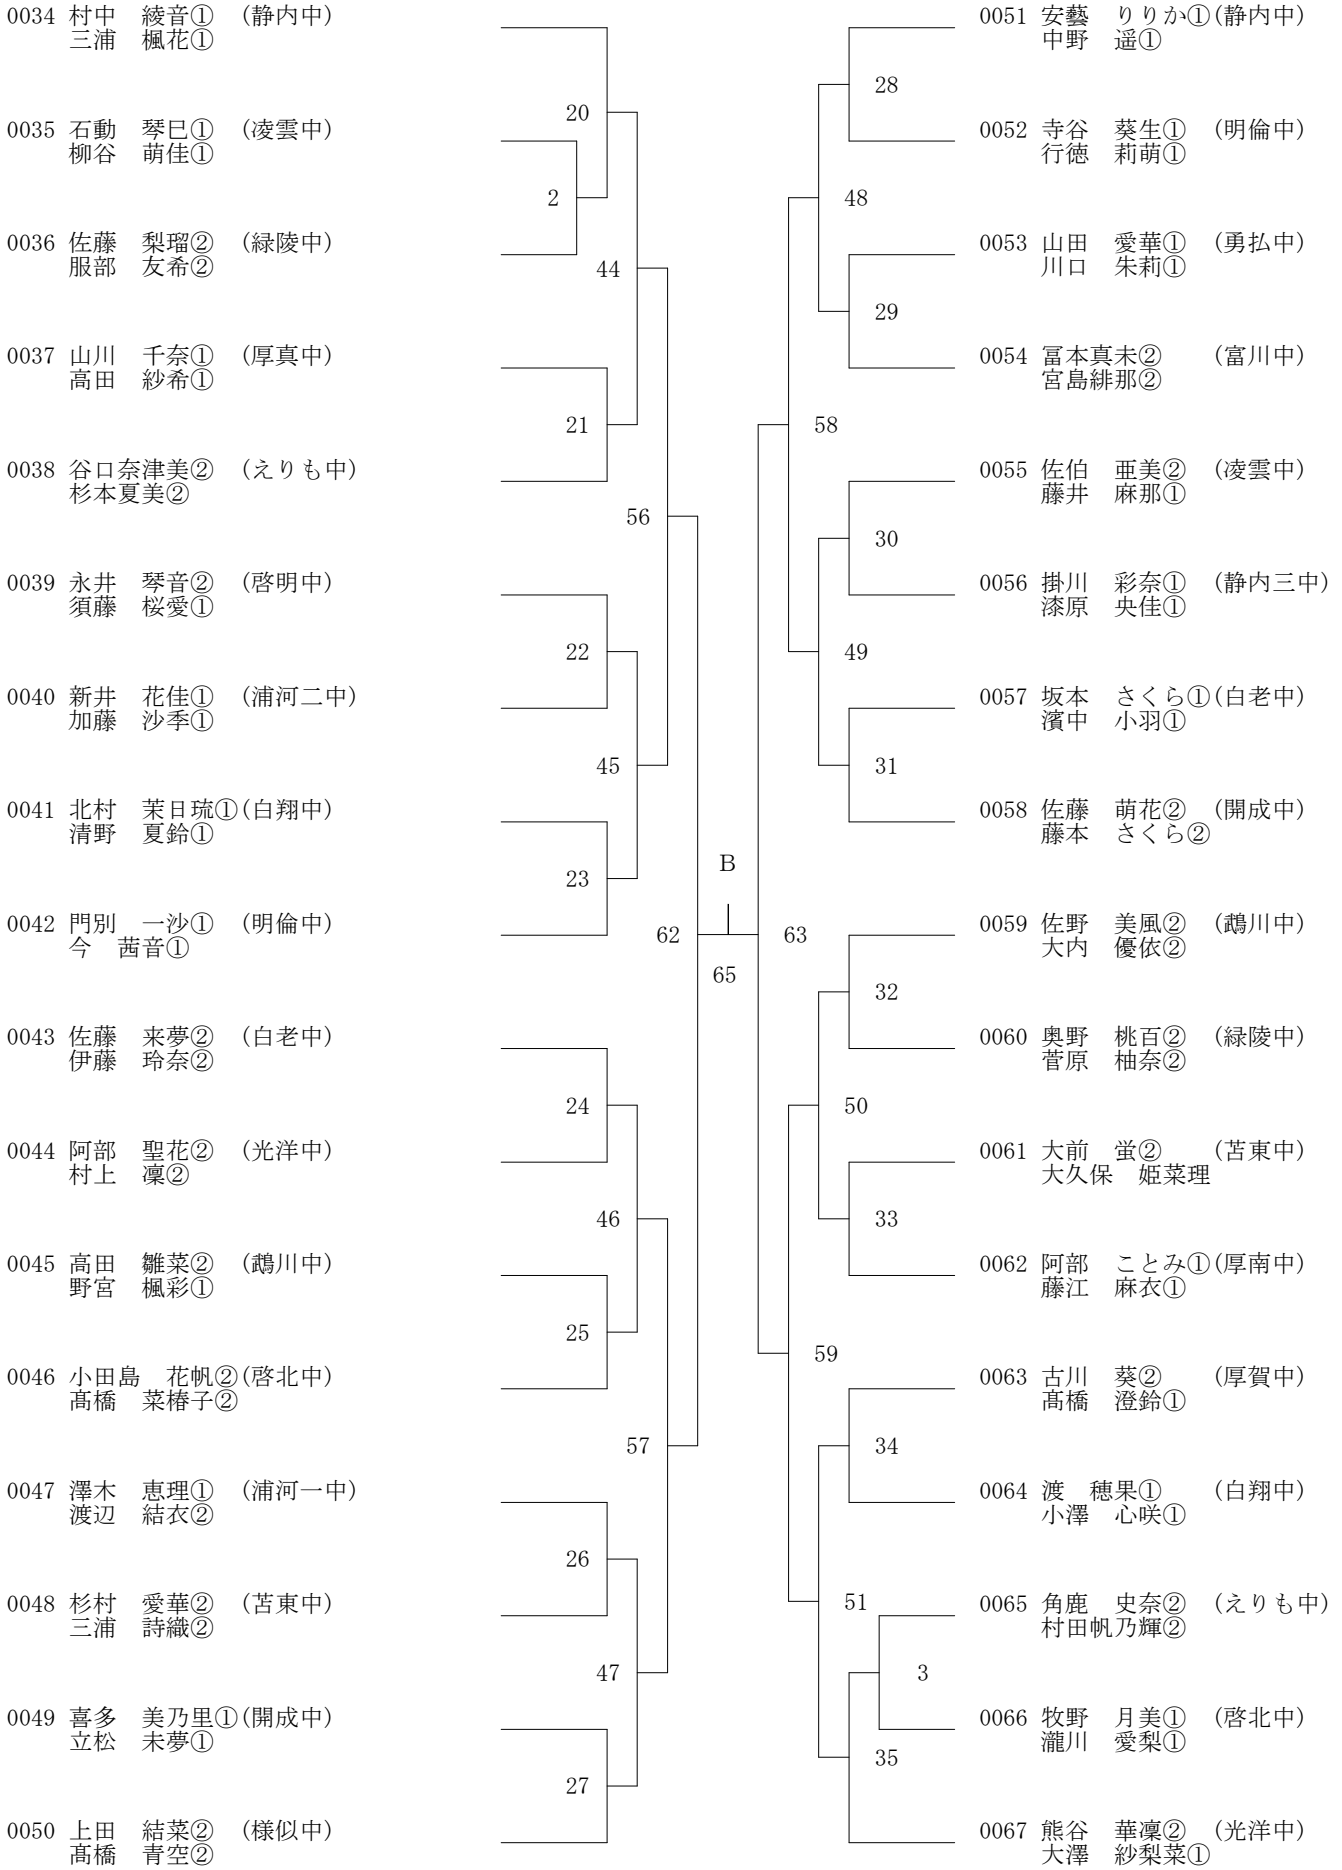 0034 村中　綾音①　(静内中)
三浦　楓花①
20
0035 石動　琴巳①　(凌雲中)
柳谷　萌佳①
2
0036 佐藤　梨瑠②　(緑陵中)
服部　友希②
44
0037 山川　千奈①　(厚真中)
高田　紗希①
21
0038 谷口奈津美②　(えりも中)
杉本夏美②
56
0039 永井　琴音②　(啓明中)
須藤　桜愛①
22
0040 新井　花佳①　(浦河二中)
加藤　沙季①
45
0041 北村　茉日琉①(白翔中)
清野　夏鈴①
23
0042 門別　一沙①　(明倫中)
今　茜音①
62
0043 佐藤　来夢②　(白老中)
伊藤　玲奈②
24
0044 阿部　聖花②　(光洋中)
村上　凜②
46
0045 高田　雛菜②　(鵡川中)
野宮　楓彩①
25
0046 小田島　花帆②(啓北中)
髙橋　菜椿子②
57
0047 澤木　恵理①　(浦河一中)
渡辺　結衣②
26
0048 杉村　愛華②　(苫東中)
三浦　詩織②
47
0049 喜多　美乃里①(開成中)
立松　未夢①
27
0050 上田　結菜②　(様似中)
髙橋　青空②
B
65
0051 安藝　りりか①(静内中)
中野　遥①
28
0052 寺谷　葵生①　(明倫中)
行徳　莉萌①
48
0053 山田　愛華①　(勇払中)
川口　朱莉①
29
0054 冨本真未②　　(富川中)
宮島緋那②
58
0055 佐伯　亜美②　(凌雲中)
藤井　麻那①
30
0056 掛川　彩奈①　(静内三中)
漆原　央佳①
49
0057 坂本　さくら①(白老中)
濱中　小羽①
31
0058 佐藤　萌花②　(開成中)
藤本　さくら②
63
0059 佐野　美風②　(鵡川中)
大内　優依②
32
0060 奥野　桃百②　(緑陵中)
菅原　柚奈②
50
0061 大前　蛍②　　(苫東中)
大久保　姫菜理
33
0062 阿部　ことみ①(厚南中)
藤江　麻衣①
59
0063 古川　葵②　　(厚賀中)
髙橋　澄鈴①
34
0064 渡　穂果①　　(白翔中)
小澤　心咲①
51
0065 角鹿　史奈②　(えりも中)
村田帆乃輝②
3
0066 牧野　月美①　(啓北中)
瀧川　愛梨①
35
0067 熊谷　華凜②　(光洋中)
大澤　紗梨菜①